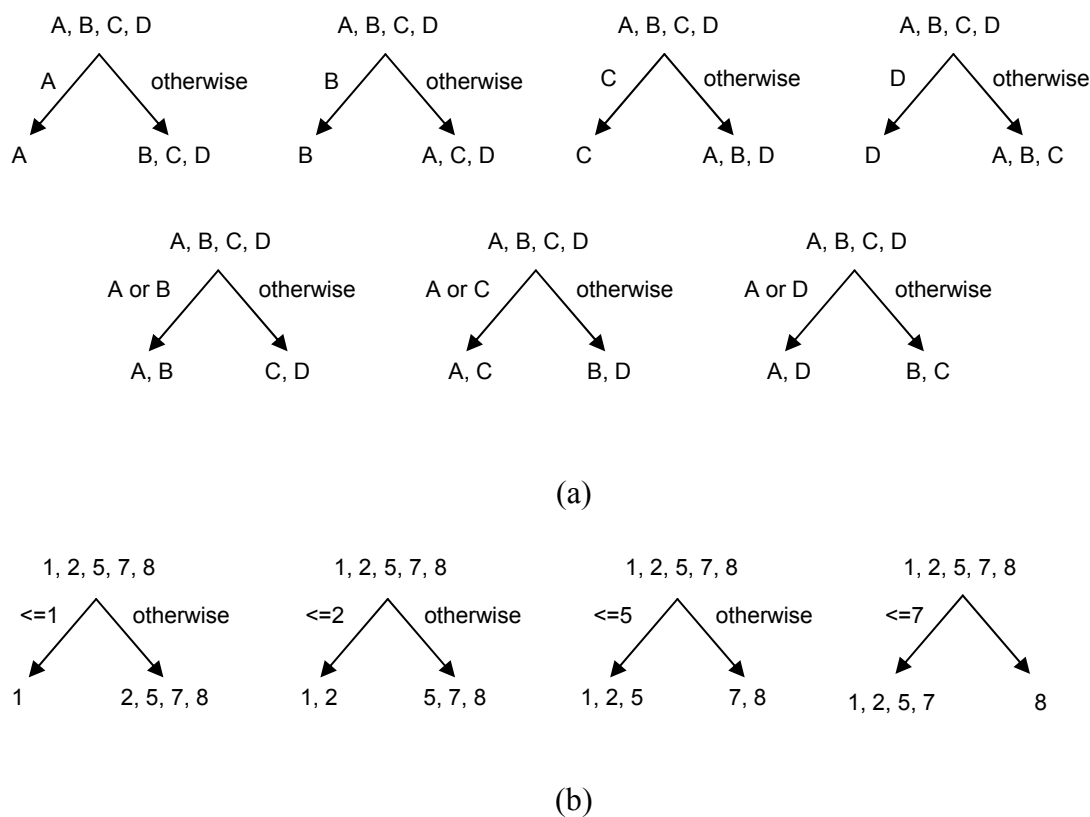 A, B, C, D A, B, C, D A, B, C, D A, B, C, D
A otherwise B otherwise C otherwise D otherwise
A B, C, D B A, C, D C A, B, D D A, B, C
A, B, C, D A, B, C, D A, B, C, D
A or B otherwise A or C otherwise A or D otherwise
A, B C, D A, C B, D A, D B, C
(a)
1, 2, 5, 7, 8 1, 2, 5, 7, 8 1, 2, 5, 7, 8 1, 2, 5, 7, 8
<=1 otherwise <=2 otherwise <=5 otherwise <=7
1 2, 5, 7, 8 1, 2 5, 7, 8 1, 2, 5 7, 8 1, 2, 5, 7 8
(b)